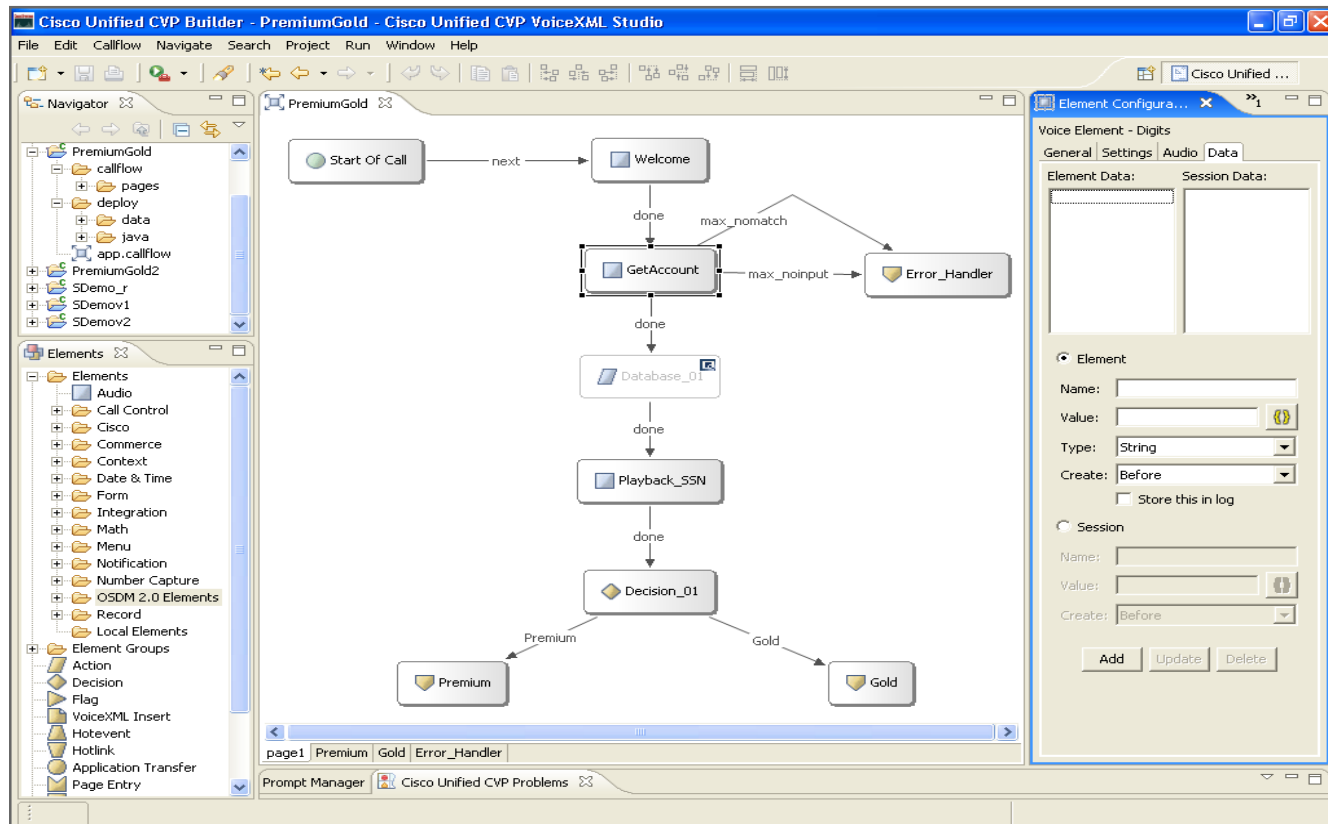 Cisco Unified CVP Builder - PremiumGold - Cisco Unified CVP VoiceXML Studio
File Edit Callflow Navigate Search Project Run Window Help
Cisco Unified ...
Navigator
PremiumGold
callflow
pages
deploy
data
java
app.callflow
PremiumGold2
SDemo_r
SDemov1
SDemov2
Elements
Elements
Audio
Call Control
Cisco
Commerce
Context
Date & Time
Form
Integration
Math
Menu
Notification
Number Capture
OSDM 2.0 Elements
Record
Local Elements
Element Groups
Action
Decision
Flag
VoiceXML Insert
Hotevent
Hotlink
Application Transfer
Page Entry
PremiumGold
Start Of Call
next
Welcome
done
max_nomatch
GetAccount
max_noinput
Error_Handler
done
Database_01
done
Playback_SSN
done
Decision_01
Premium
Gold
Premium
Gold
page1 Premium Gold Error_Handler
Prompt Manager Cisco Unified CVP Problems
Element Configura... »1
Voice Element - Digits
General Settings Audio Data
Element Data: Session Data:
Element
Name:
Value:
Type: String
Create: Before
Store this in log
Session
Name:
Value:
Create: Before
Add Update Delete